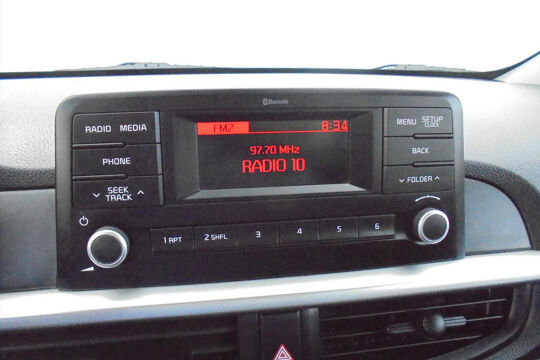 Bluetooth
RADIO MEDIA
PHONE
SEEK
TRACK
FM2 8:34
97.70 MHz
RADIO 10
MENU SETUP
CLOCK
BACK
FOLDER
1 RPT 2 SHFL 3 4 5 6